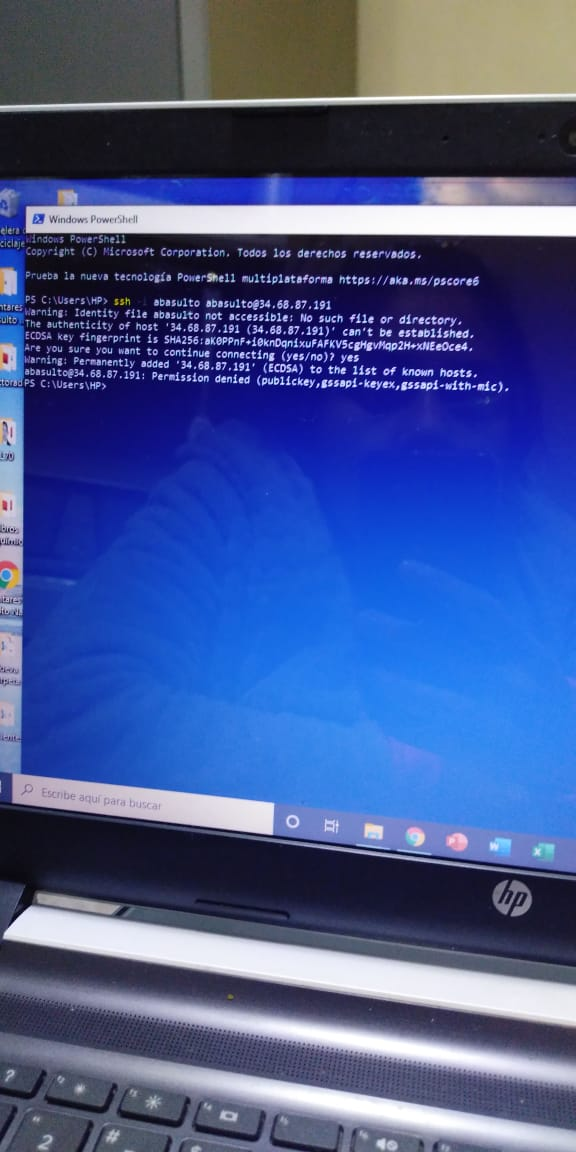 Windows PowerShell
Windows PowerShell
Copyright (C) Microsoft Corporation. Todos los derechos reservados.
Prueba la nueva tecnología PowerShell multiplataforma https://aka.ms/pscore6
PS C:\Users\HP> ssh -i abasulto abasulto@34.68.87.191
Warning: Identity file abasulto not accessible: No such file or directory.
The authenticity of host '34.68.87.191 (34.68.87.191)' can't be established.
ECDSA key fingerprint is
Are you sure you want to continue connecting (yes/no)? yes
Warning: Permanently added '34.68.87.191' (ECDSA) to the list of known hosts.
abasulto@34.68.87.191: Permission denied (publickey,gssapi-keyex,gssapi-with-mic).
PS C:\Users\HP>
Escribe aquí para buscar
hp
?
2
#